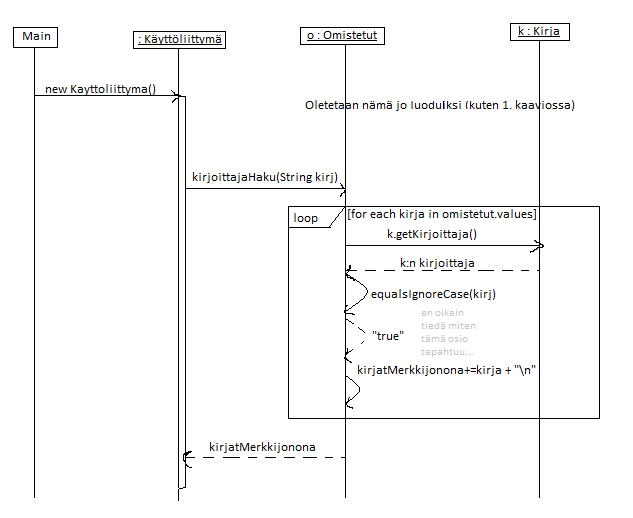 Main
: Käyttöliittymä
o : Omistetut
k : Kirja
new Kayttoliittyma()
Oletetaan nämä jo luoduiksi (kuten 1. kaaviossa)
kirjoittajaHaku(String kirj)
loop
[for each kirja in omistetut.values]
k.getKirjoittaja()
k:n kirjoittaja
equalsIgnoreCase(kirj)
en oikein
tiedä miten
tämä osio
tapahtuu...
"true"
kirjatMerkkijonona+=kirja + "\n"
kirjatMerkkijonona